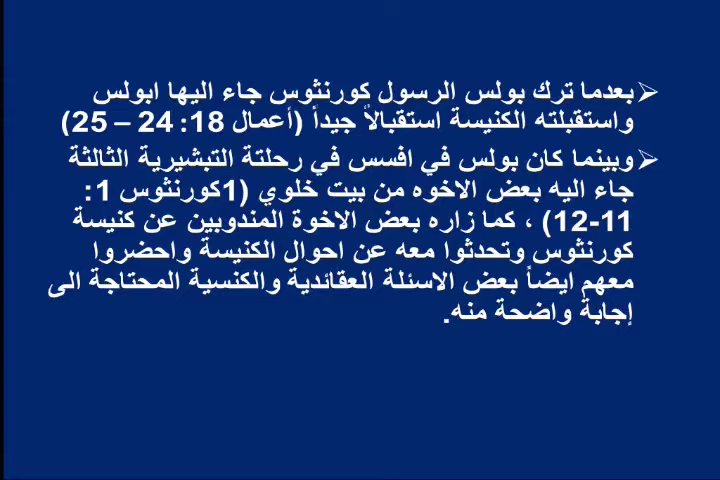 بعدما ترك بولس الرسول كورنثوس جاء اليها ابولس
واستقبلته الكنيسة استقبالاً جيداً (أعمال 18: 24 – 25)
وبينما كان بولس في افسس في رحلتة التبشيرية الثالثة
جاء اليه بعض الاخوه من بيت خلوي (1كورنثوس 1:
11-12) ، كما زاره بعض الاخوة المندوبين عن كنيسة
كورنثوس وتحدثوا معه عن احوال الكنيسة واحضروا
معهم ايضاً بعض الاسئلة العقائدية والكنسية المحتاجة الى
إجابة واضحة منه.